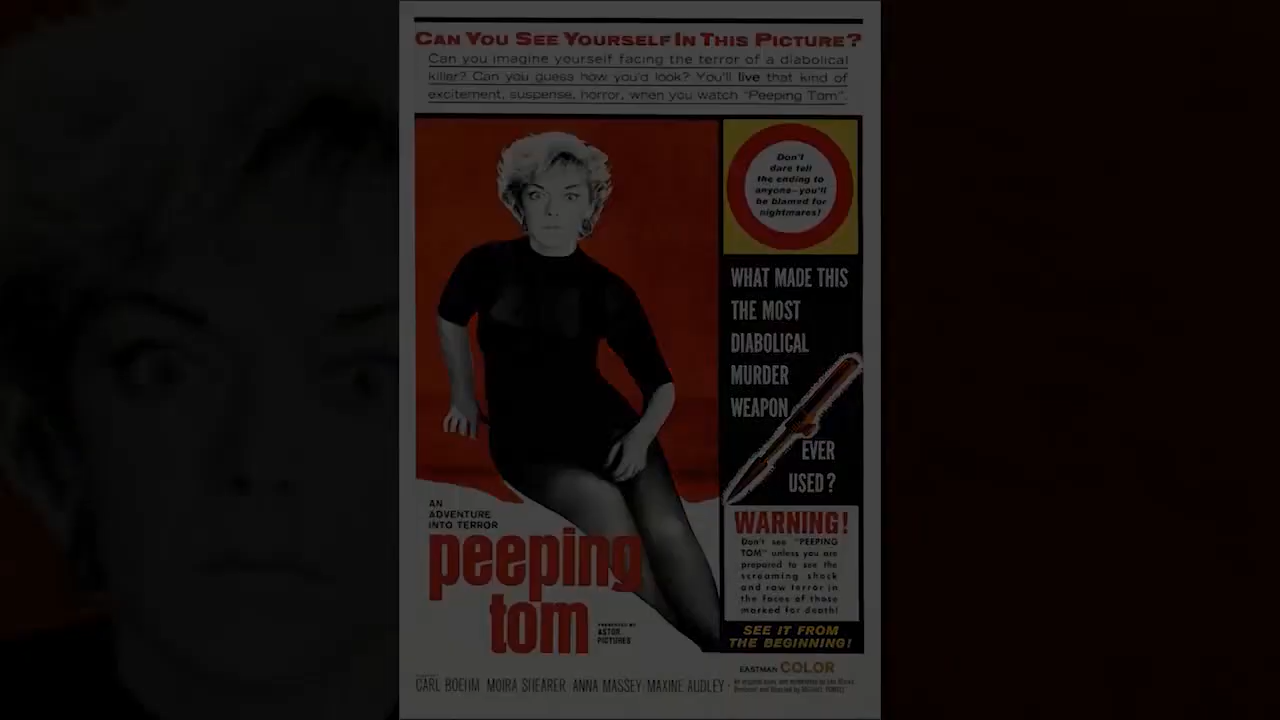 CAN YOU SEE YOURSELF IN THIS PICTURE?
Can you imagine yourself facing the terror of a diabolical
killer? Can you guess how you'd look? You'll live that kind of
excitement, suspense, horror, when you watch "Peeping Tom".
Don't
dare tell
the ending to
anyone—you'll
be blamed for
nightmares!
WHAT MADE THIS
THE MOST
DIABOLICAL
MURDER
WEAPON
EVER
USED?
AN
ADVENTURE
INTO TERROR
peeping
tom
PRESENTED BY
ASTOR
PICTURES
WARNING!
Don't see "PEEPING
TOM" unless you are
prepared to see the
screaming shock
and raw terror in
the faces of those
marked for death!
SEE IT FROM
THE BEGINNING!
EASTMAN COLOR
CARL BOEHM MOIRA SHEARER ANNA MASSEY MAXINE AUDLEY